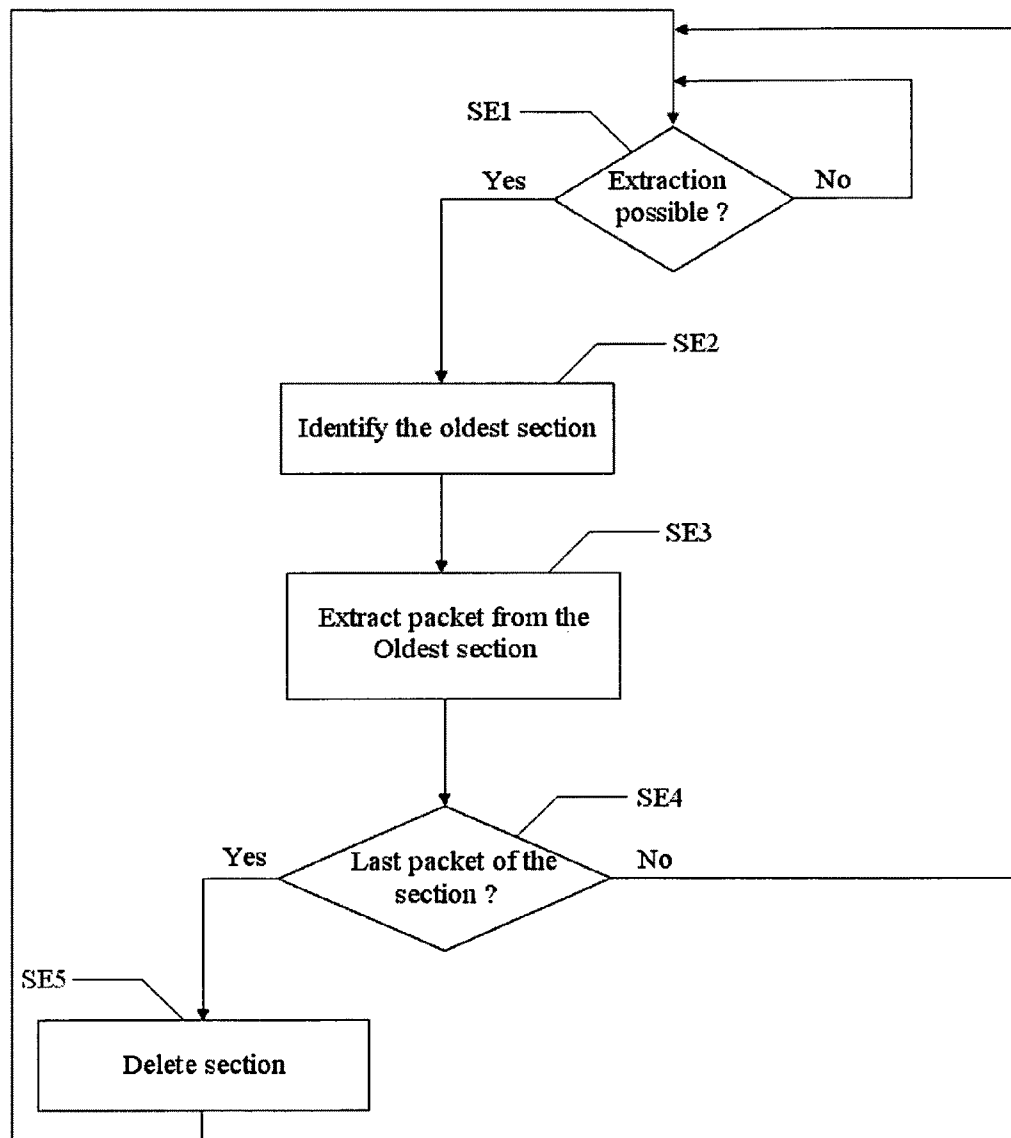 SE1
Yes
Extraction
possible ?
No
SE2
Identify the oldest section
SE3
Extract packet from the
Oldest section
SE4
Yes
Last packet of the
section ?
No
SE5
Delete section